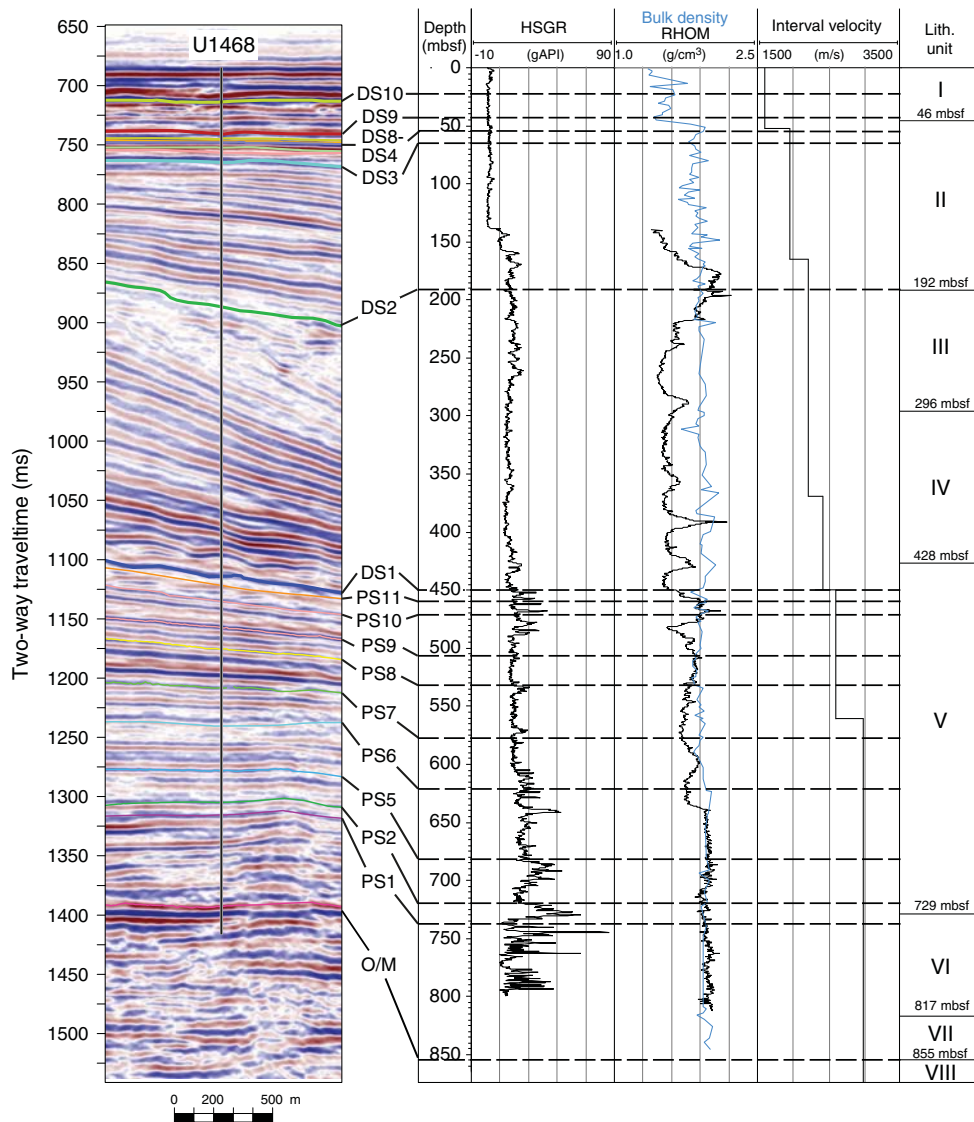 U1468
Two-way traveltime (ms)
650
700
750
800
850
900
950
1000
1050
1100
1150
1200
1250
1300
1350
1400
1450
1500
0 200 500 m
DS10
DS9
DS8-
DS4
DS3
DS2
DS1
PS11
PS10
PS9
PS8
PS7
PS6
PS5
PS2
PS1
O/M
Depth
(mbsf)
0
50
100
150
200
250
300
350
400
450
500
550
600
650
700
750
800
850
HSGR
-10 (gAPI) 90
Bulk density
RHOM
1.0 (g/cm³) 2.5
Interval velocity
1500 (m/s) 3500
Lith.
unit
I
46 mbsf
II
192 mbsf
III
296 mbsf
IV
428 mbsf
V
729 mbsf
VI
817 mbsf
VII
855 mbsf
VIII